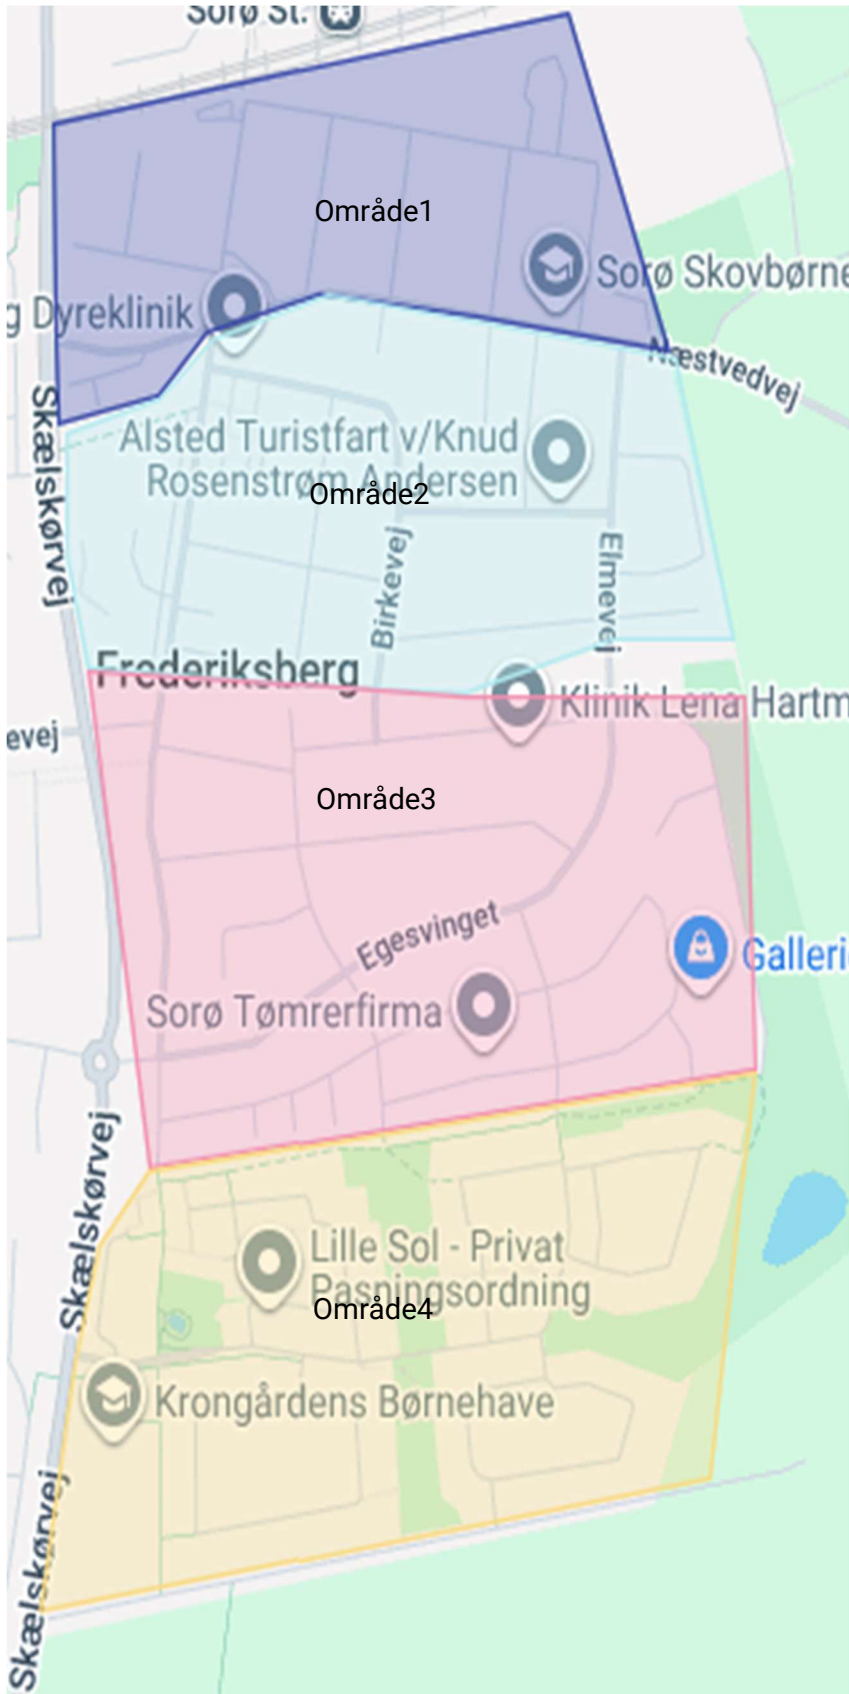 Sorø St.
Område1
Sorø Skovbørne
g Dyreklinik
Næstvedvej
Skælskørvej
Alsted Turistfart v/Knud
Rosenstrøm Andersen
Område2
Birkevej
Elmevej
Frederiksberg
Klinik Lena Hartm
evej
Område3
Egesvinget
Galleri
Sorø Tømrerfirma
Skælskørvej
Lille Sol - Privat
Pasningsordning
Område4
Krongårdens Børnehave
Skælskørvej